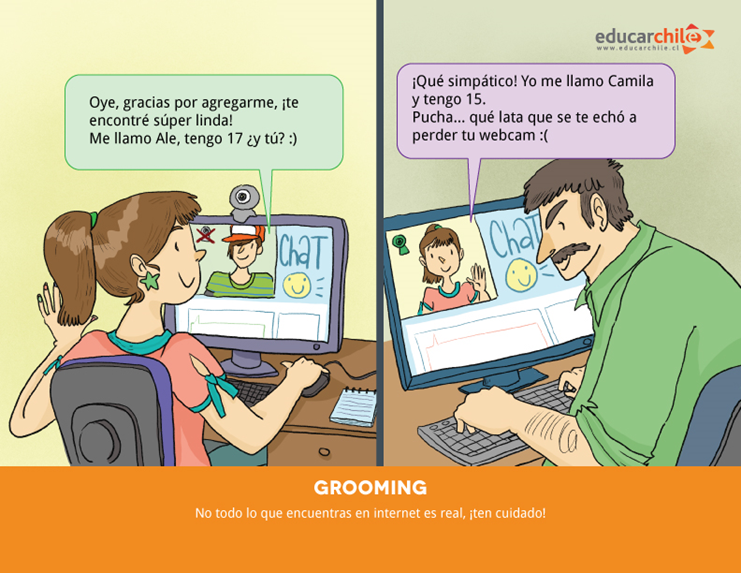 educarchile
www.educarchile.cl
Oye, gracias por agregarme, ¡te
encontré súper linda!
Me llamo Ale, tengo 17 ¿y tú? :)
¡Qué simpático! Yo me llamo Camila
y tengo 15.
Pucha... qué lata que se te echó a
perder tu webcam :(
ChaT
ChaT
GROOMING
No todo lo que encuentras en internet es real, ¡ten cuidado!